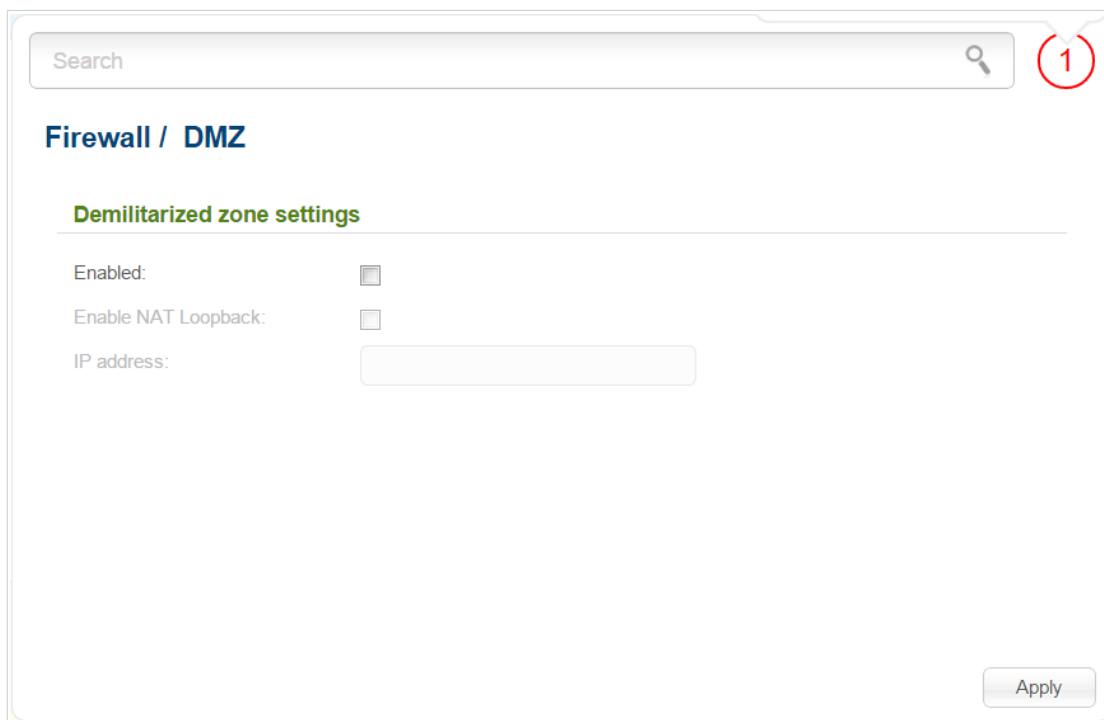 Search
1
Firewall / DMZ
Demilitarized zone settings
Enabled:
Enable NAT Loopback:
IP address:
Apply